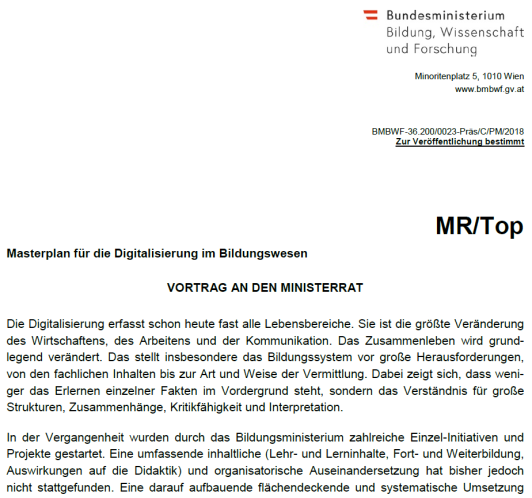 Bundesministerium
Bildung, Wissenschaft
und Forschung
Minoritenplatz 5, 1010 Wien
www.bmbwf.gv.at
BMBWF-36.200/0023-Präs/C/PM/2018
Zur Veröffentlichung bestimmt
MR/Top
Masterplan für die Digitalisierung im Bildungswesen
VORTRAG AN DEN MINISTERRAT
Die Digitalisierung erfasst schon heute fast alle Lebensbereiche. Sie ist die größte Veränderung
des Wirtschaftens, des Arbeitens und der Kommunikation. Das Zusammenleben wird grund-
legend verändert. Das stellt insbesondere das Bildungssystem vor große Herausforderungen,
von den fachlichen Inhalten bis zur Art und Weise der Vermittlung. Dabei zeigt sich, dass weni-
ger das Erlernen einzelner Fakten im Vordergrund steht, sondern das Verständnis für große
Strukturen, Zusammenhänge, Kritikfähigkeit und Interpretation.
In der Vergangenheit wurden durch das Bildungsministerium zahlreiche Einzel-Initiativen und
Projekte gestartet. Eine umfassende inhaltliche (Lehr- und Lerninhalte, Fort- und Weiterbildung,
Auswirkungen auf die Didaktik) und organisatorische Auseinandersetzung hat bisher jedoch
nicht stattgefunden. Eine darauf aufbauende flächendeckende und systematische Umsetzung